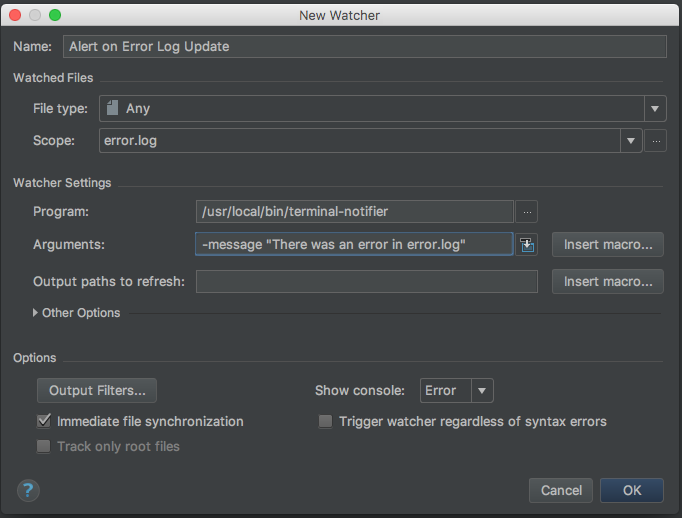 New Watcher
Name: Alert on Error Log Update
Watched Files
File type: Any
Scope: error.log ...
Watcher Settings
Program: /usr/local/bin/terminal-notifier ...
Arguments: -message "There was an error in error.log" Insert macro...
Output paths to refresh: Insert macro...
Other Options
Options
Output Filters... Show console: Error
Immediate file synchronization Trigger watcher regardless of syntax errors
Track only root files
? Cancel OK